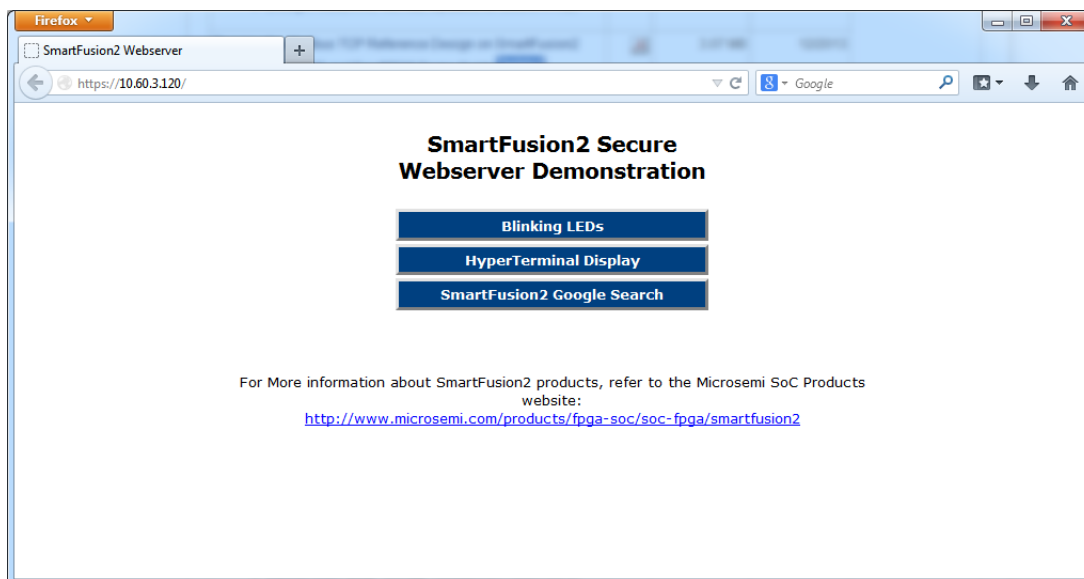 Firefox
SmartFusion2 Webserver
https://10.60.3.120/
Google
SmartFusion2 Secure
Webserver Demonstration
Blinking LEDs
HyperTerminal Display
SmartFusion2 Google Search
For More information about SmartFusion2 products, refer to the Microsemi SoC Products
website:
http://www.microsemi.com/products/fpga-soc/soc-fpga/smartfusion2